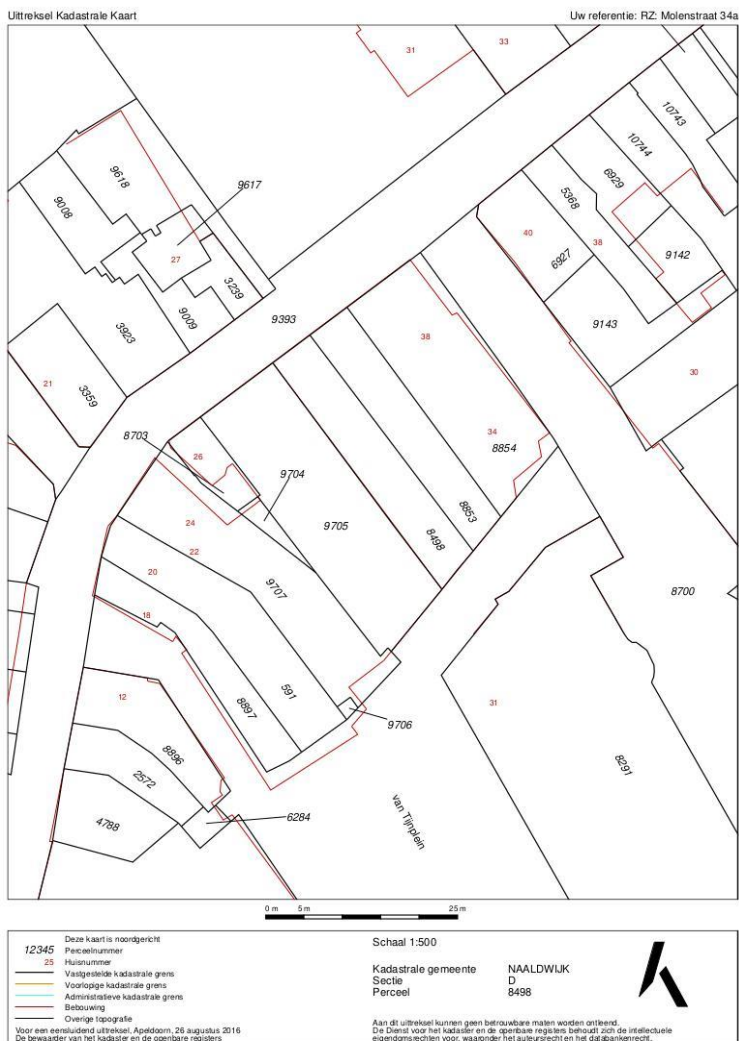 Uittreksel Kadastrale Kaart
Uw referentie: RZ: Molenstraat 34a
31
33
10743
10744
9618
9008
6929
5368
9617
40
38
6927
9142
27
3239
9009
9393
3923
9143
38
30
21
3359
8703
34
26
8854
9704
8853
9705
24
8498
22
20
9707
8700
18
591
8897
12
31
9706
8896
8291
2572
van Tijnplein
6284
4788
0 m 5 m 25 m
Deze kaart is noordgericht
12345 Perceelnummer
25 Huisnummer
Vastgestelde kadastrale grens
Voorlopige kadastrale grens
Administratieve kadastrale grens
Bebouwing
Overige topografie
Voor een eensluidend uittreksel, Apeldoorn, 26 augustus 2016
De bewaarder van het kadaster en de openbare registers
Schaal 1:500
Kadastrale gemeente NAALDWIJK
Sectie D
Perceel 8498
Aan dit uittreksel kunnen geen betrouwbare maten worden ontleend.
De Dienst voor het kadaster en de openbare registers behoudt zich de intellectuele
eigendomsrechten voor, waaronder het auteursrecht en het databankenrecht.